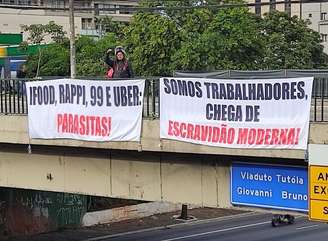 IFOOD, RAPPI, 99 E UBER:
PARASITAS!
SOMOS TRABALHADORES,
CHEGA DE
ESCRAVIDÃO MODERNA!
Viaduto Tutóia
Giovanni Bruno